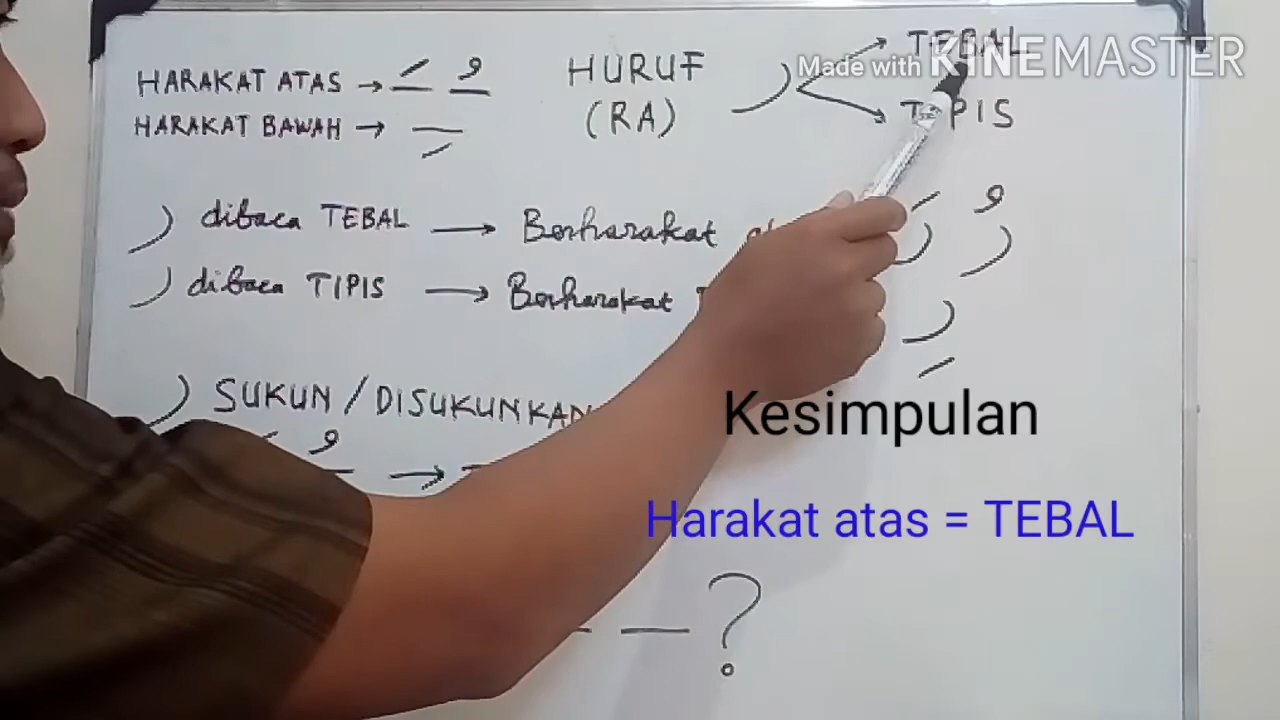 HARAKAT ATAS → َ ُ
HARAKAT BAWAH → ِ
HURUF
(RA)
ر
TEBAL
TIPIS
Made with KINEMASTER
ر dibaca TEBAL → Berharakat
رَ رُ
ر dibaca TIPIS → Berharakat
رِ
ر SUKUN / DISUKUNKAN
ُ →
Kesimpulan
Harakat atas = TEBAL
— ?